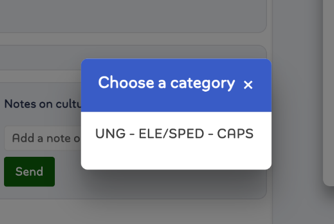 Choose a category ×
UNG - ELE/SPED - CAPS
Notes on cultu
Add a note o
Send